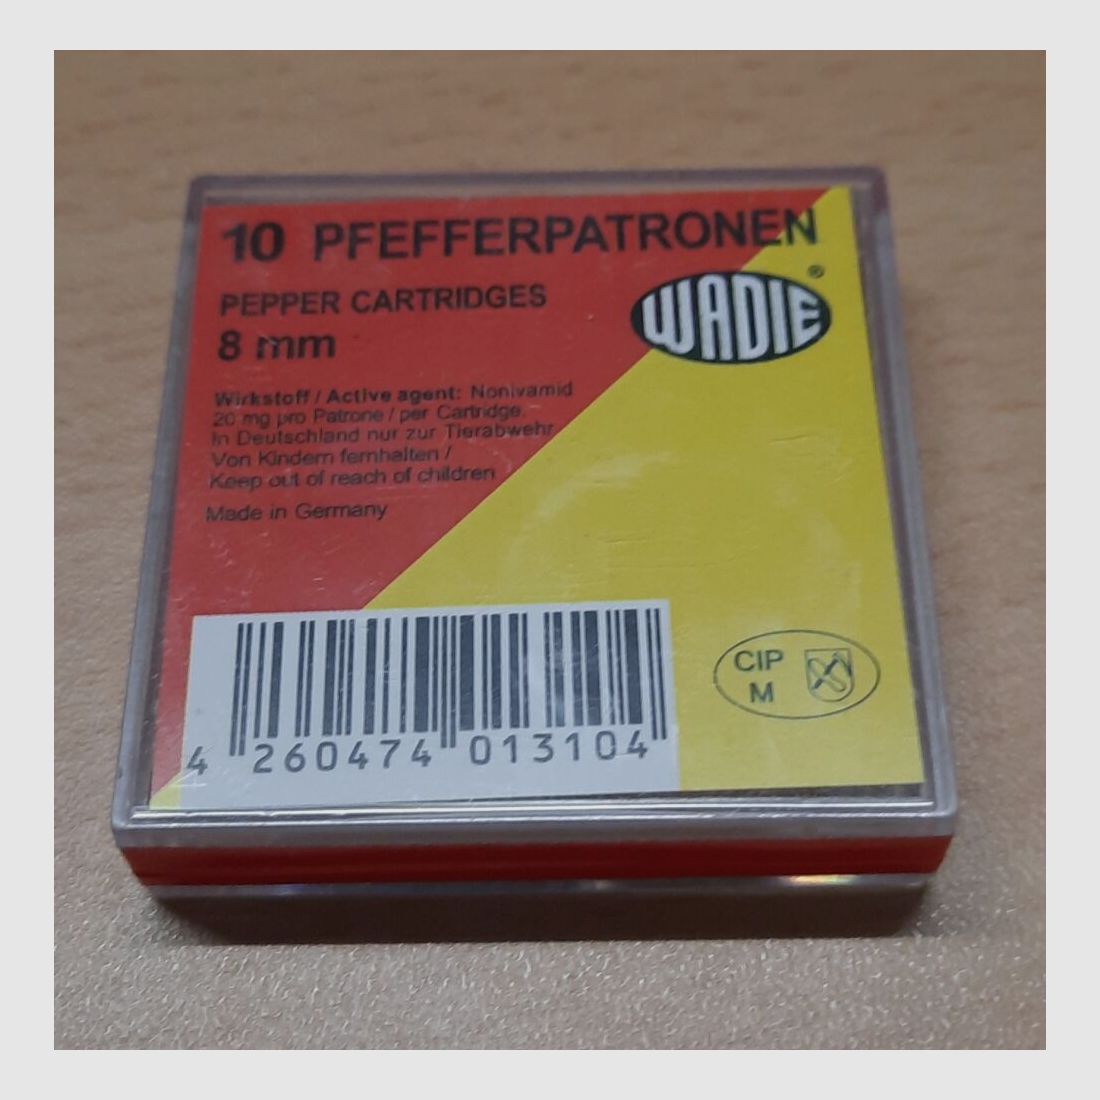 10 PFEFFERPATRONEN
PEPPER CARTRIDGES
8 mm
WADIE®
Wirkstoff / Active agent: Nonivamid
20 mg pro Patrone / per Cartridge.
In Deutschland nur zur Tierabwehr
Von Kindern fernhalten /
Keep out of reach of children
Made in Germany
CIP
M
4 260474 013104